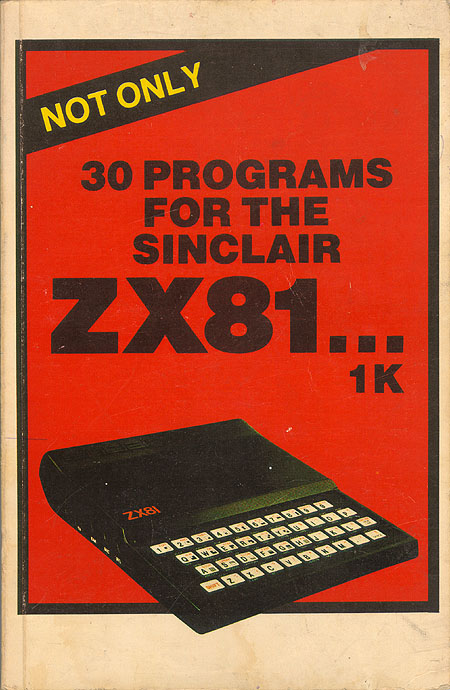 NOT ONLY
30 PROGRAMS
FOR THE
SINCLAIR
ZX81...
1K
ZX81